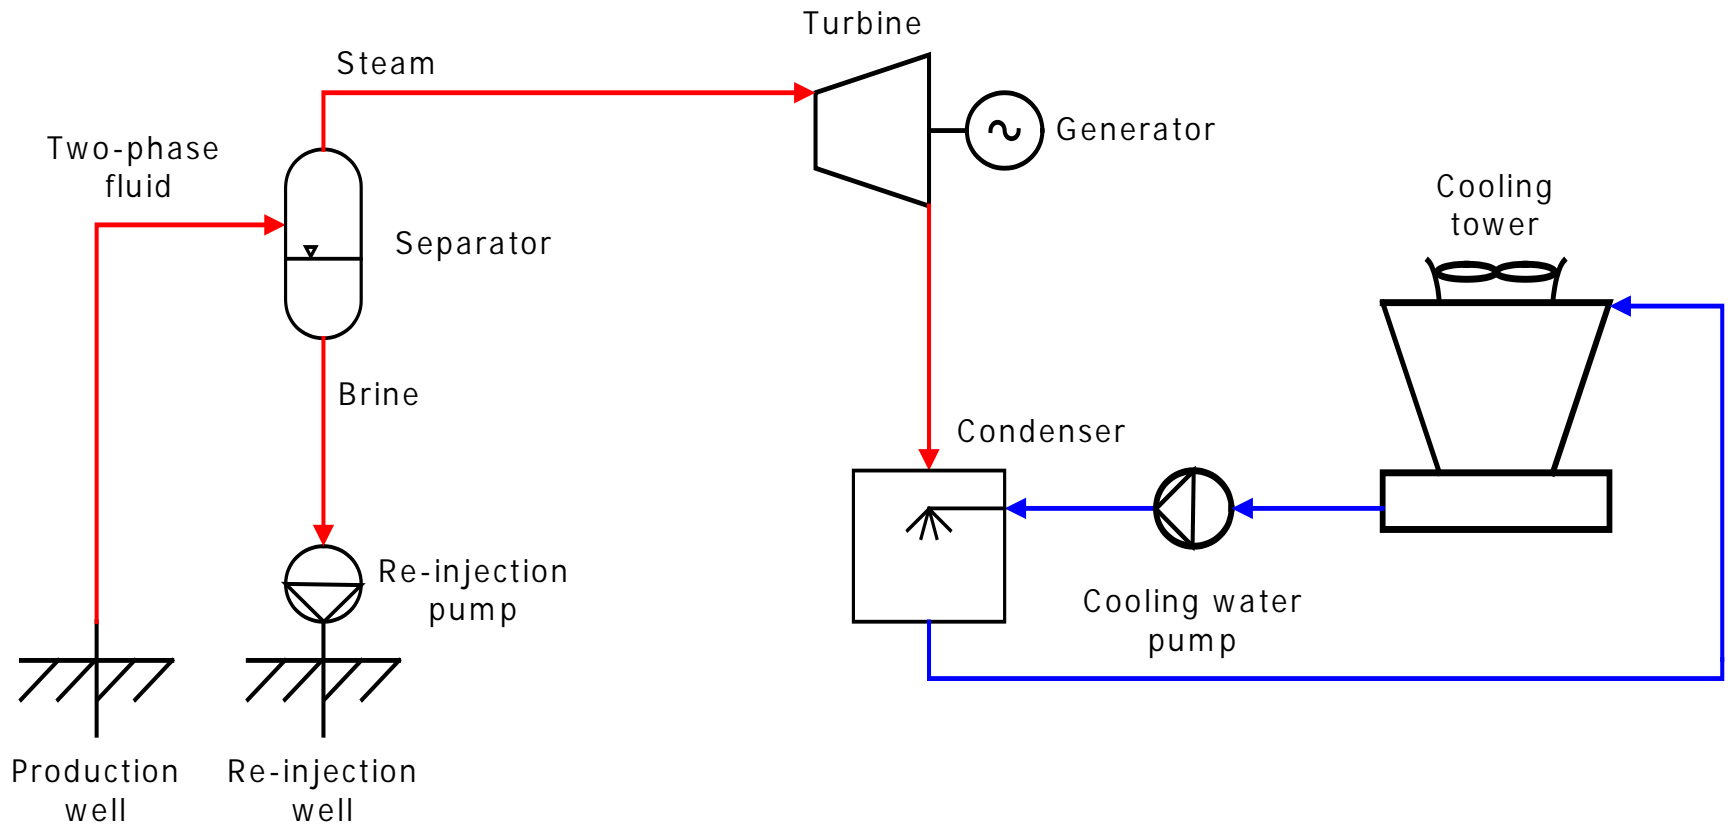 Turbine
Steam
Generator
Two-phase
fluid
Cooling
tower
Separator
Brine
Condenser
Re-injection
pump
Cooling water
pump
Production
well
Re-injection
well